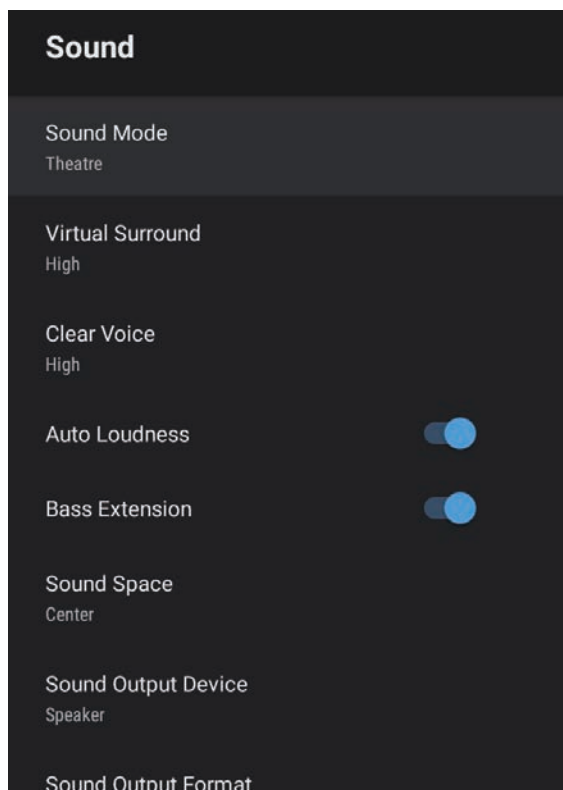 Sound
Sound Mode
Theatre
Virtual Surround
High
Clear Voice
High
Auto Loudness
Bass Extension
Sound Space
Center
Sound Output Device
Speaker
Sound Output Format